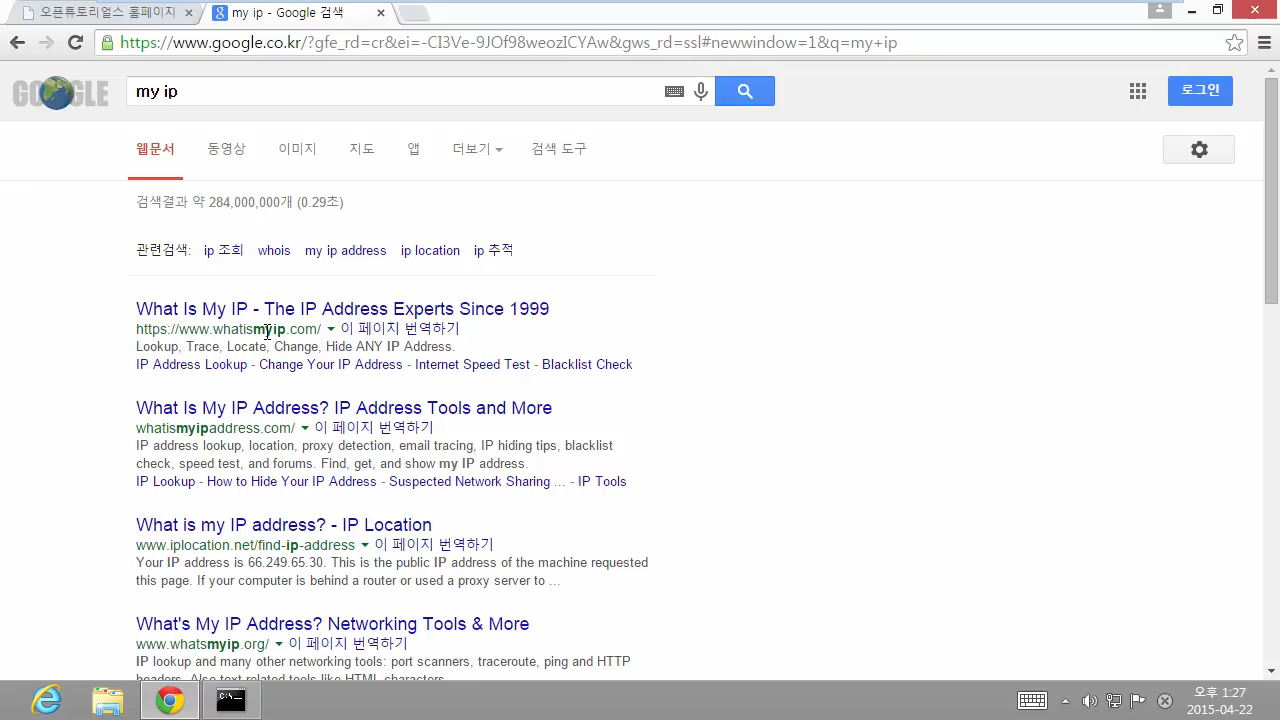 오픈튜토리얼스 홈페이지
my ip - Google 검색
https://www.google.co.kr/?gfe_rd=cr&ei=-CI3Ve-9JOf98weozICYAw&gws_rd=ssl#newwindow=1&q=my+ip
GOOGLE
my ip
로그인
웹문서 동영상 이미지 지도 앱 더보기 검색 도구
검색결과 약 284,000,000개 (0.29초)
관련검색: ip 조회 whois my ip address ip location ip 추적
What Is My IP - The IP Address Experts Since 1999
https://www.whatismyip.com/ 이 페이지 번역하기
Lookup, Trace, Locate, Change, Hide ANY IP Address.
IP Address Lookup - Change Your IP Address - Internet Speed Test - Blacklist Check
What Is My IP Address? IP Address Tools and More
whatismyipaddress.com/ 이 페이지 번역하기
IP address lookup, location, proxy detection, email tracing, IP hiding tips, blacklist
check, speed test, and forums. Find, get, and show my IP address.
IP Lookup - How to Hide Your IP Address - Suspected Network Sharing ... - IP Tools
What is my IP address? - IP Location
www.iplocation.net/find-ip-address 이 페이지 번역하기
Your IP address is 66.249.65.30. This is the public IP address of the machine requested
this page. If your computer is behind a router or used a proxy server to ...
What's My IP Address? Networking Tools & More
www.whatsmyip.org/ 이 페이지 번역하기
IP lookup and many other networking tools: port scanners, traceroute, ping and HTTP
headers. Also text related tools like HTML characters
오후 1:27
2015-04-22